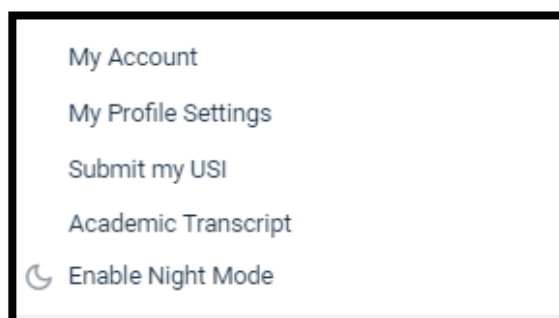 My Account
My Profile Settings
Submit my USI
Academic Transcript
Enable Night Mode